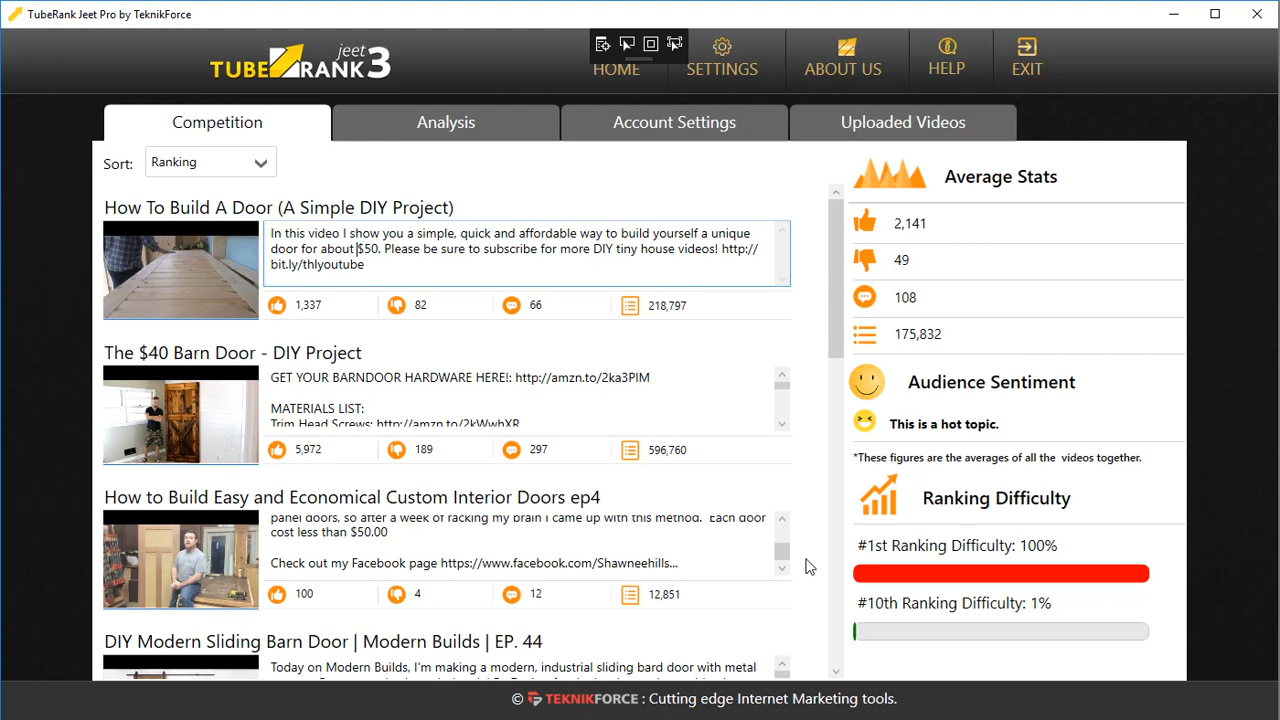 TubeRank Jeet Pro by TeknikForce
TUBE RANK jeet 3
HOME
SETTINGS
ABOUT US
HELP
EXIT
Competition
Analysis
Account Settings
Uploaded Videos
Sort:
Ranking
How To Build A Door (A Simple DIY Project)
In this video I show you a simple, quick and affordable way to build yourself a unique
door for about $50. Please be sure to subscribe for more DIY tiny house videos! http://
bit.ly/thlyoutube
1,337
82
66
218,797
The $40 Barn Door - DIY Project
GET YOUR BARNDOOR HARDWARE HERE!: http://amzn.to/2ka3PIM
MATERIALS LIST:
Trim Head Screws: http://amzn.to/2kWwbXR
5,972
189
297
596,760
How to Build Easy and Economical Custom Interior Doors ep4
panel doors, so after a week of racking my brain I came up with this method. Each door
cost less than $50.00
Check out my Facebook page https://www.facebook.com/Shawneehills...
100
4
12
12,851
DIY Modern Sliding Barn Door | Modern Builds | EP. 44
Today on Modern Builds, I'm making a modern, industrial sliding bard door with metal
Average Stats
2,141
49
108
175,832
Audience Sentiment
This is a hot topic.
*These figures are the averages of all the videos together.
Ranking Difficulty
#1st Ranking Difficulty: 100%
#10th Ranking Difficulty: 1%
© TEKNIKFORCE : Cutting edge Internet Marketing tools.